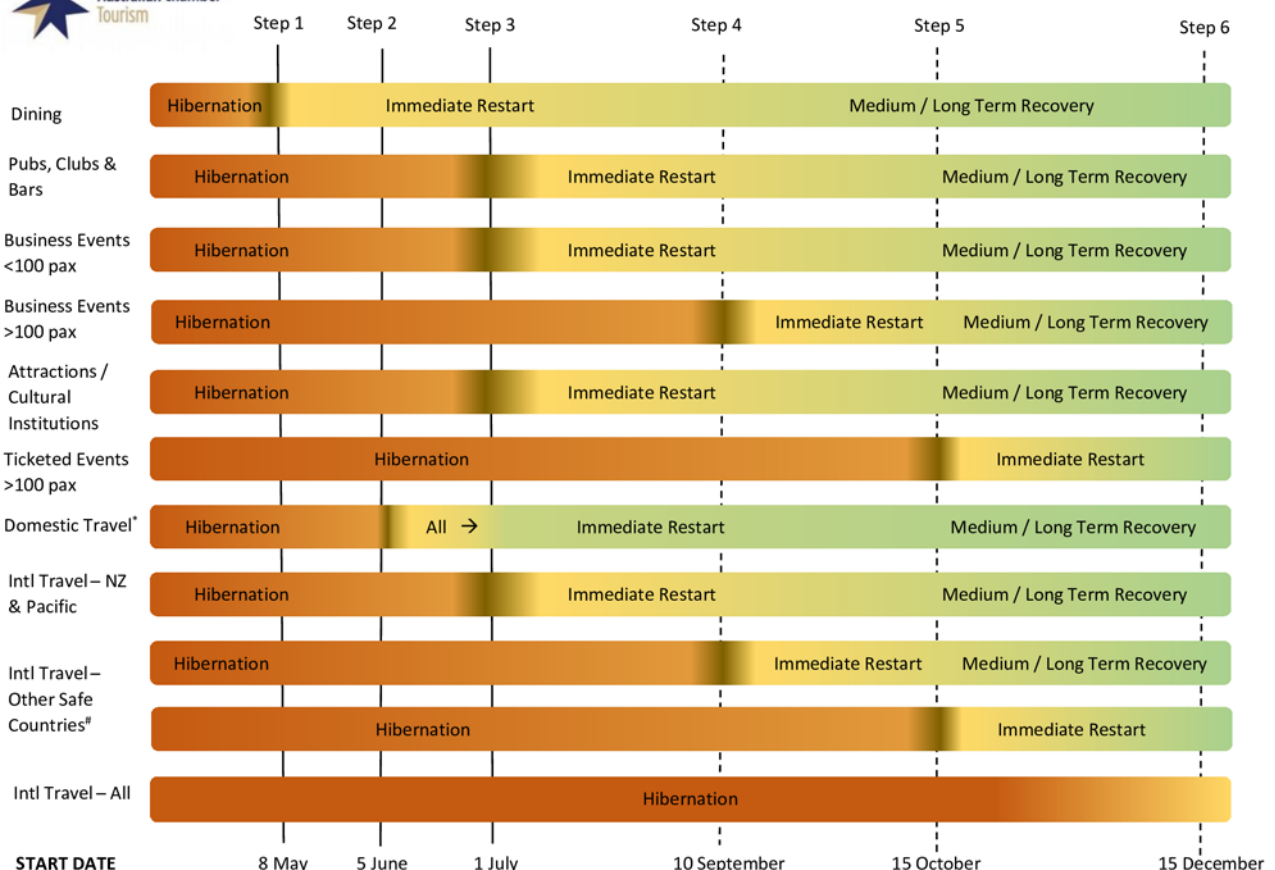 Tourism
Step 1
Step 2
Step 3
Step 4
Step 5
Step 6
Dining
Hibernation
Immediate Restart
Medium / Long Term Recovery
Pubs, Clubs &
Bars
Hibernation
Immediate Restart
Medium / Long Term Recovery
Business Events
<100 pax
Hibernation
Immediate Restart
Medium / Long Term Recovery
Business Events
>100 pax
Hibernation
Immediate Restart
Medium / Long Term Recovery
Attractions /
Cultural
Institutions
Hibernation
Immediate Restart
Medium / Long Term Recovery
Ticketed Events
>100 pax
Hibernation
Immediate Restart
Domestic Travel*
Hibernation
All →
Immediate Restart
Medium / Long Term Recovery
Intl Travel – NZ
& Pacific
Hibernation
Immediate Restart
Medium / Long Term Recovery
Intl Travel –
Other Safe
Countries#
Hibernation
Immediate Restart
Medium / Long Term Recovery
Hibernation
Immediate Restart
Intl Travel – All
Hibernation
START DATE
8 May
5 June
1 July
10 September
15 October
15 December